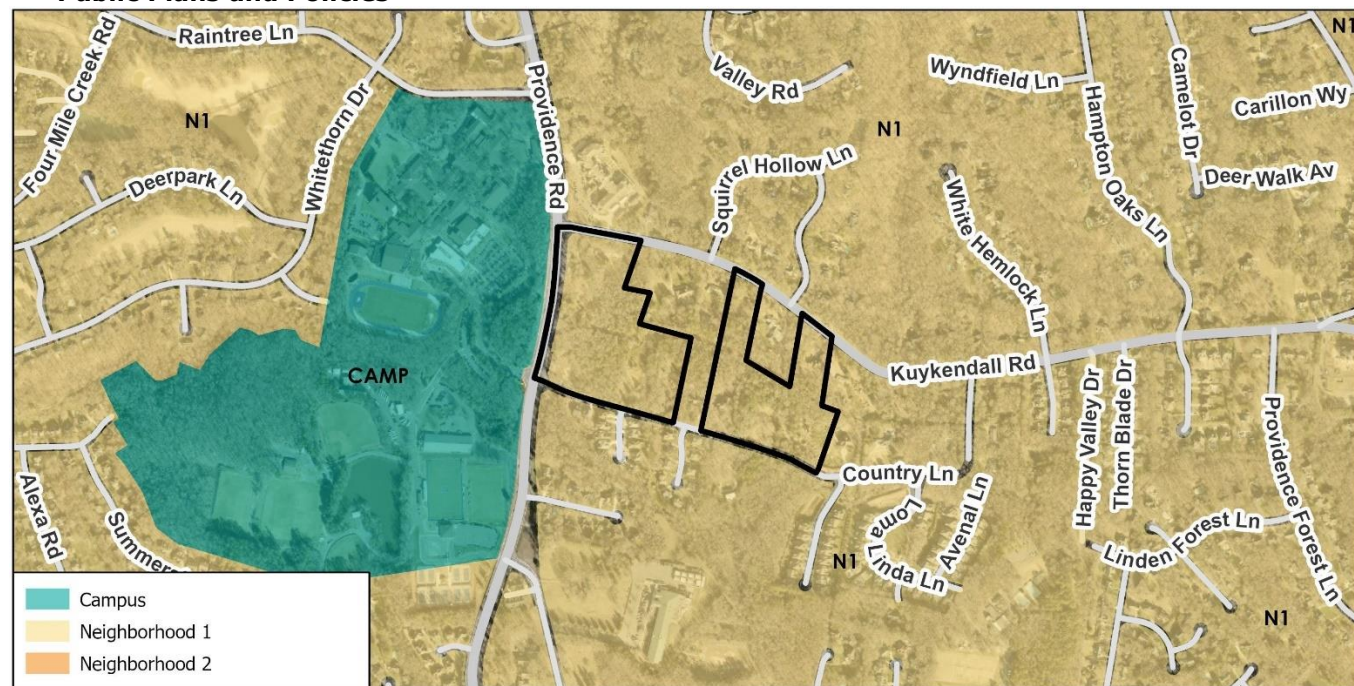 Raintree Ln
Four Mile Creek Rd
N1
Whitethorn Dr
Deerpark Ln
Providence Rd
Valley Rd
Wyndfield Ln
N1
Camelot Dr
Carillon Wy
Hampton Oaks Ln
N1
Squirrel Hollow Ln
White Hemlock Ln
Deer Walk Av
CAMP
Kuykendall Rd
Happy Valley Dr
Thorn Blade Dr
Providence Forest Ln
Country Ln
Loma Linda Ln
Avenal Ln
Linden Forest Ln
Alexa Rd
N1
N1
Campus
Neighborhood 1
Neighborhood 2